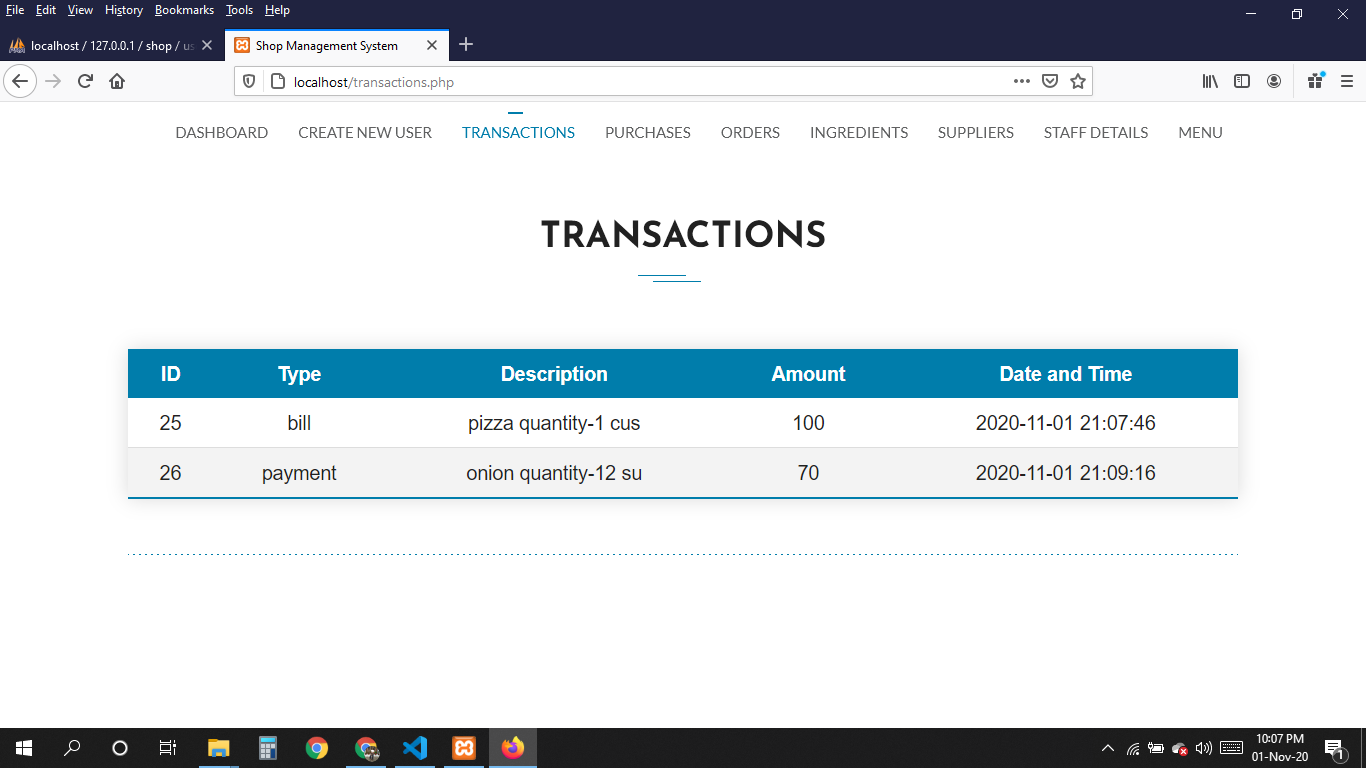 File Edit View History Bookmarks Tools Help
localhost / 127.0.0.1 / shop / us
Shop Management System
localhost/transactions.php
DASHBOARD CREATE NEW USER TRANSACTIONS PURCHASES ORDERS INGREDIENTS SUPPLIERS STAFF DETAILS MENU
TRANSACTIONS
ID Type Description Amount Date and Time
25 bill pizza quantity-1 cus 100 2020-11-01 21:07:46
26 payment onion quantity-12 su 70 2020-11-01 21:09:16
10:07 PM
01-Nov-20
1